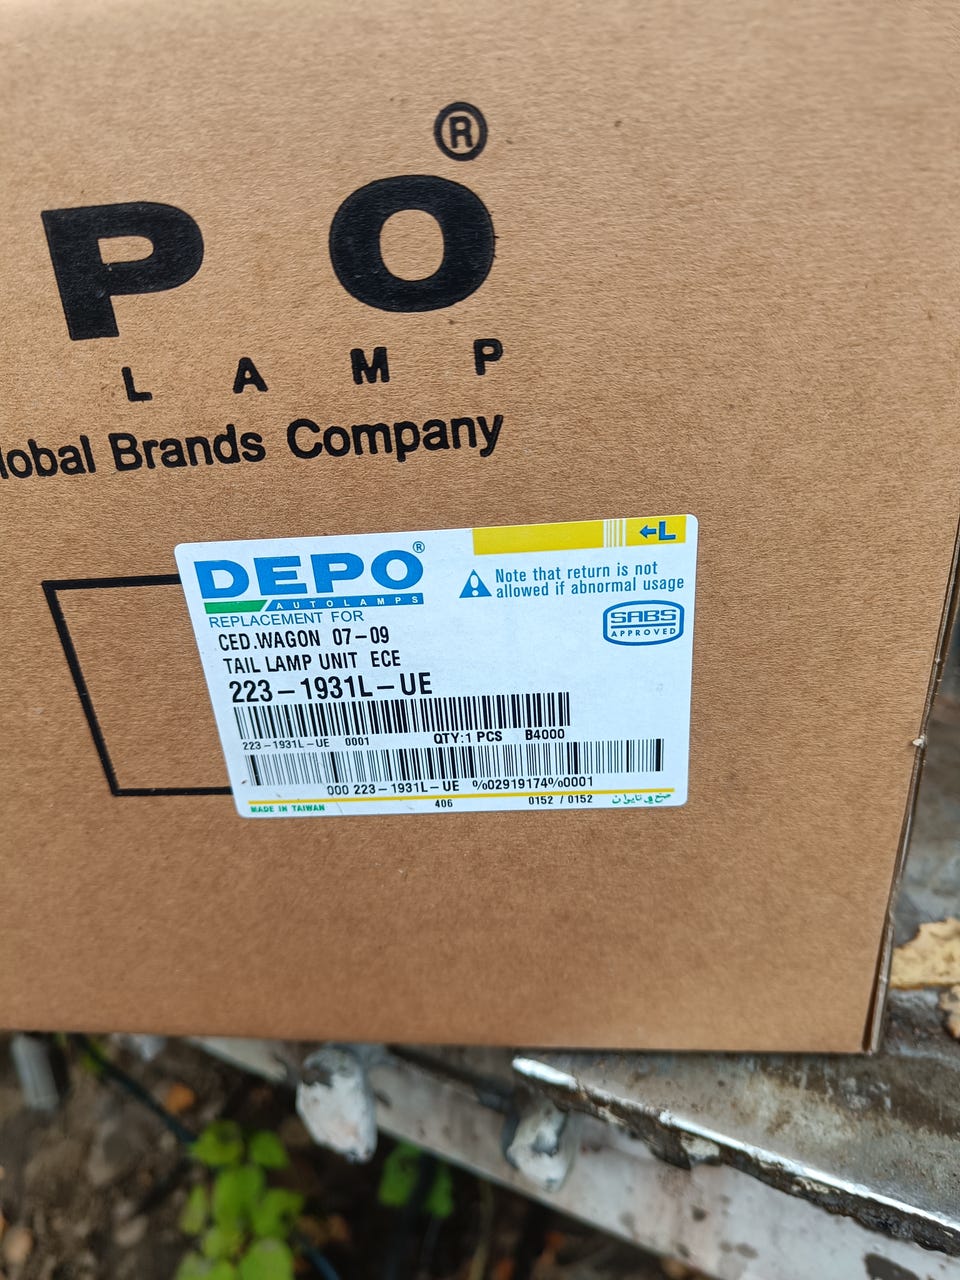 ®
PO
LAMP
lobal Brands Company
DEPO®
AUTOLAMPS
←L
Note that return is not
allowed if abnormal usage
SABS
APPROVED
REPLACEMENT FOR
CED.WAGON 07-09
TAIL LAMP UNIT ECE
223-1931L-UE
223-1931L-UE 0001 QTY:1 PCS B4000
000 223-1931L-UE %02919174%0001
MADE IN TAIWAN 406 0152 / 0152